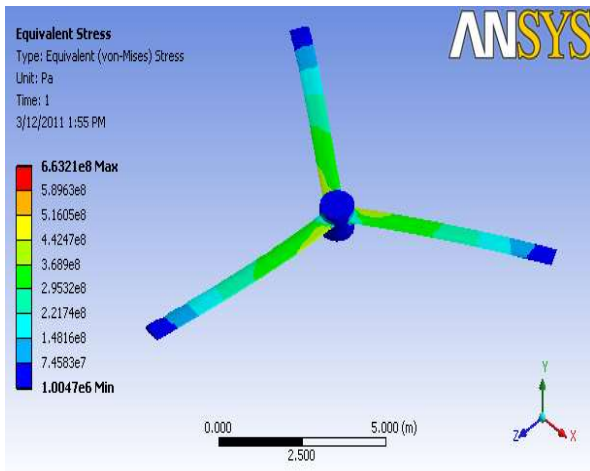 Equivalent Stress
Type: Equivalent (von-Mises) Stress
Unit: Pa
Time: 1
3/12/2011 1:55 PM
ANSYS
6.6321e8 Max
5.8963e8
5.1605e8
4.4247e8
3.689e8
2.9532e8
2.2174e8
1.4816e8
7.4583e7
1.0047e6 Min
0.000 5.000 (m)
2.500
Y
Z X